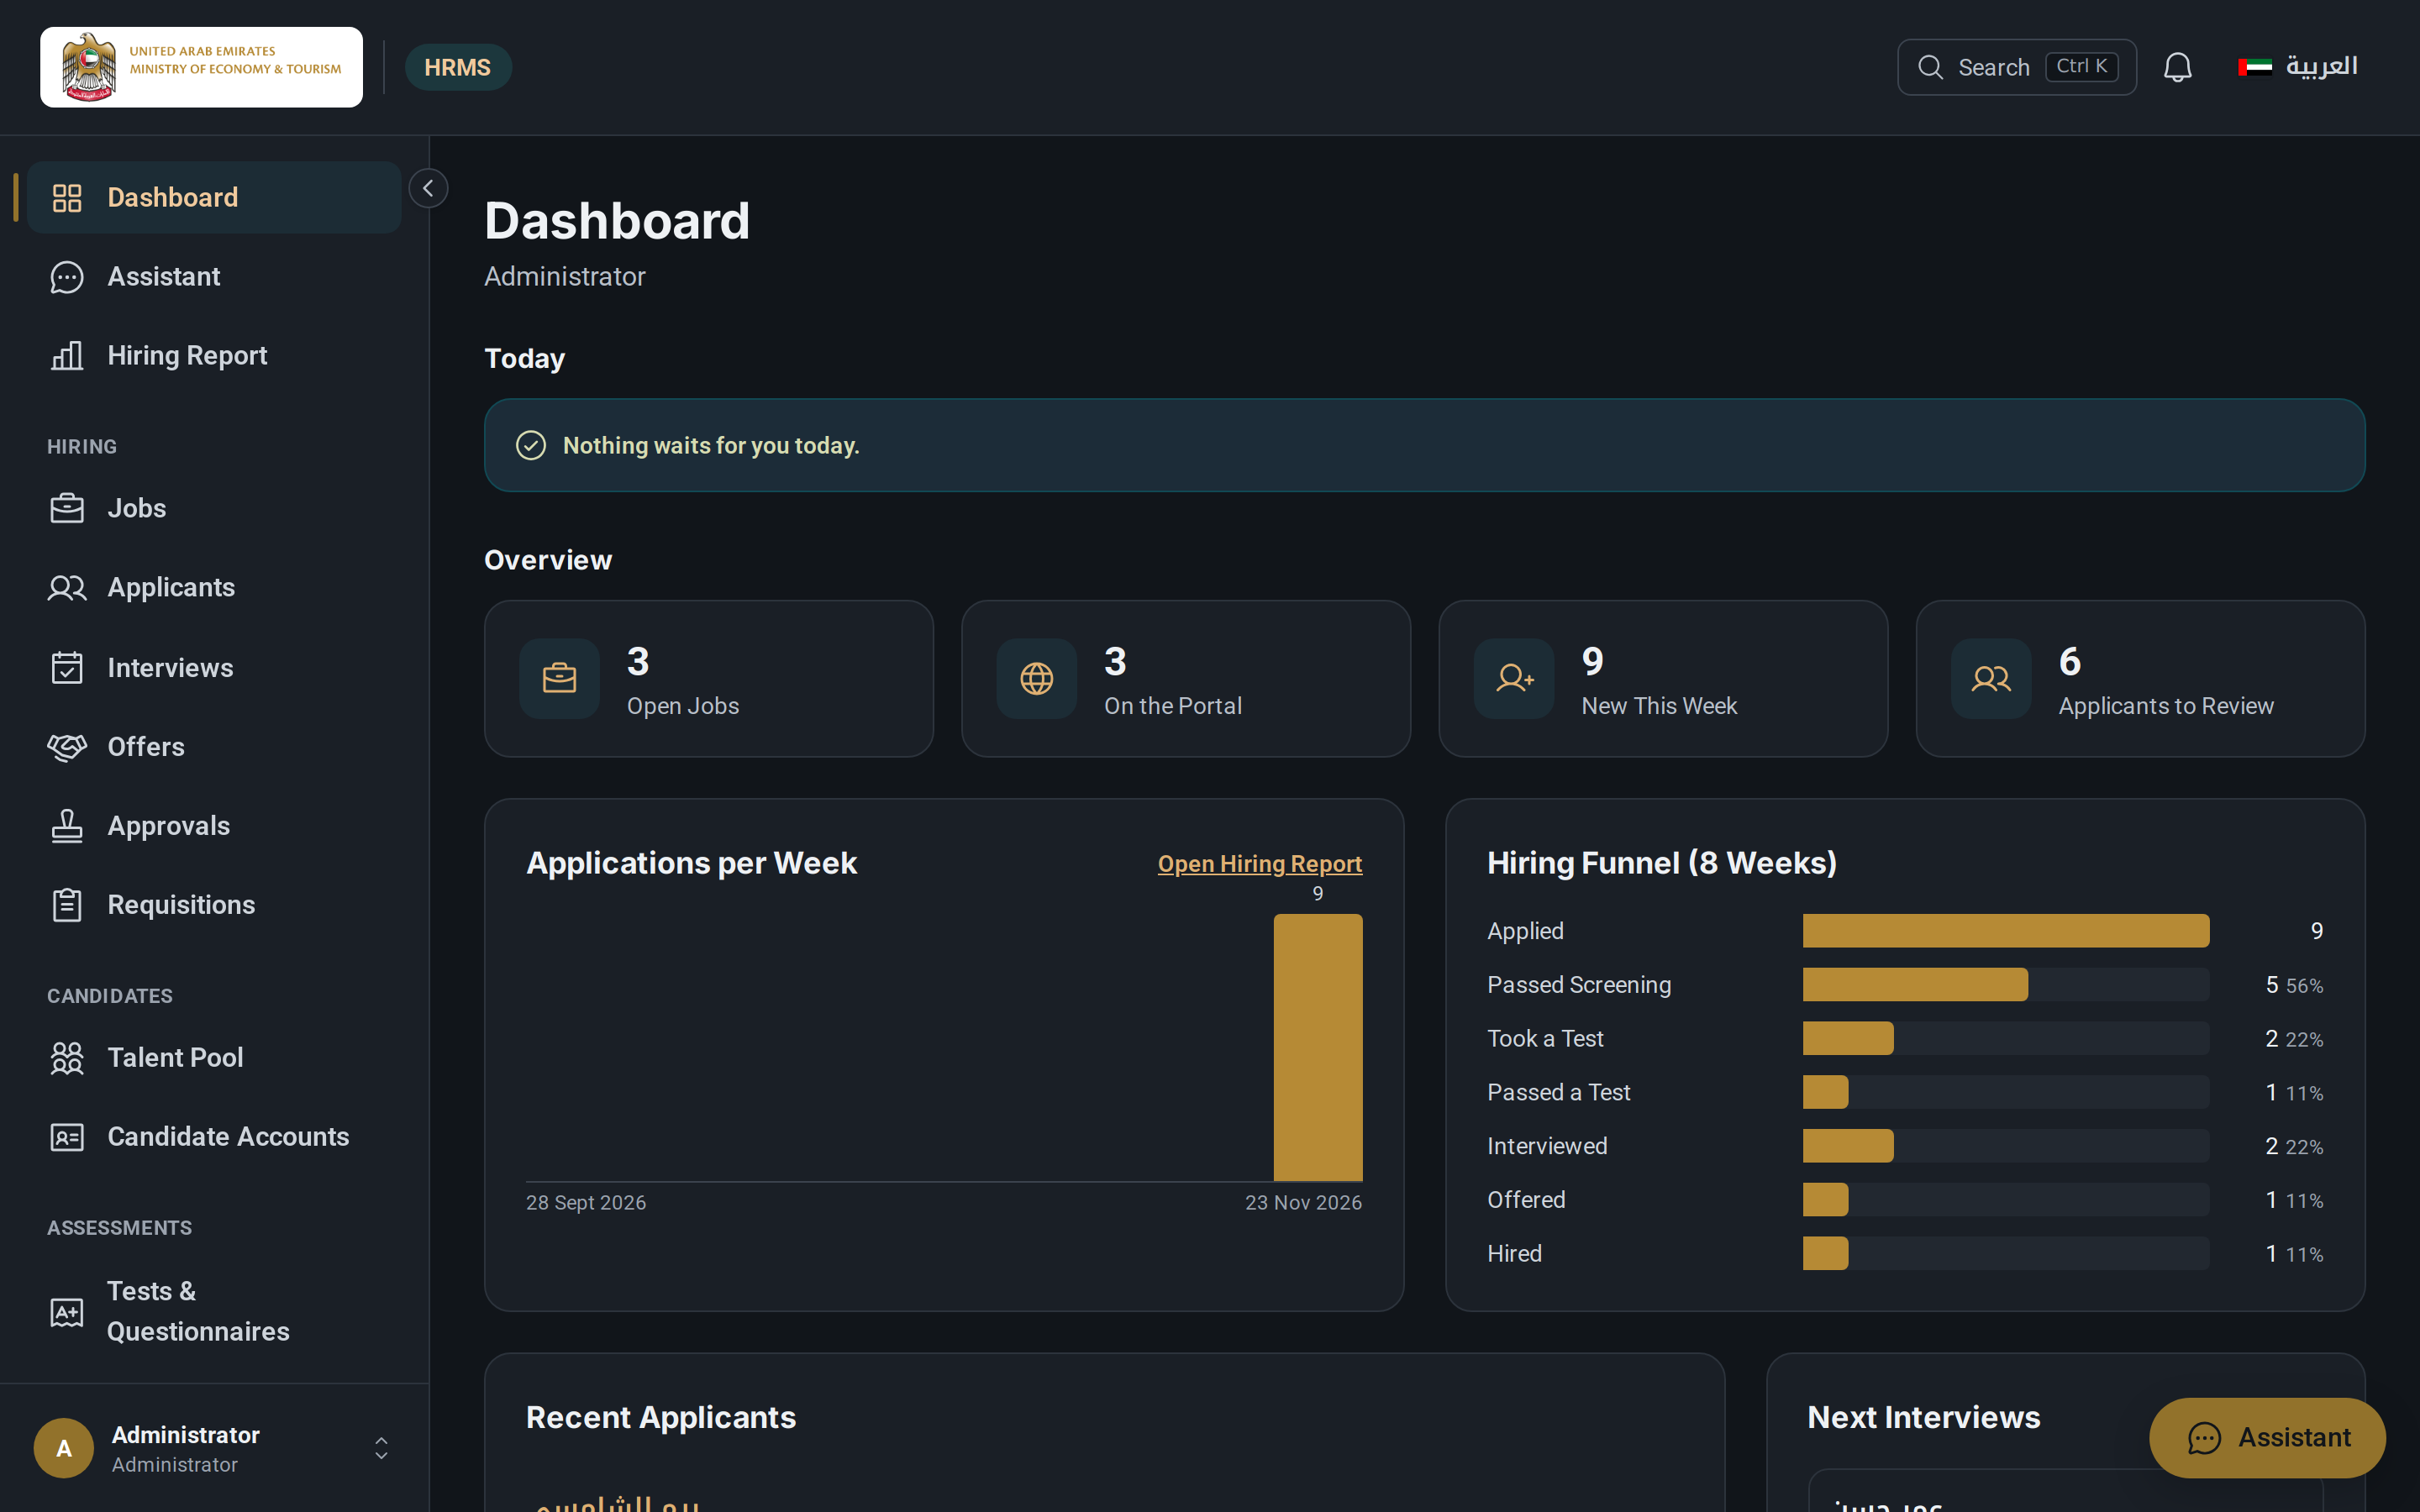 UNITED ARAB EMIRATES
MINISTRY OF ECONOMY & TOURISM
HRMS
Search Ctrl K
العربية
Dashboard
Assistant
Hiring Report
HIRING
Jobs
Applicants
Interviews
Offers
Approvals
Requisitions
CANDIDATES
Talent Pool
Candidate Accounts
ASSESSMENTS
Tests &
Questionnaires
A
Administrator
Administrator
Dashboard
Administrator
Today
Nothing waits for you today.
Overview
3
Open Jobs
3
On the Portal
9
New This Week
6
Applicants to Review
Applications per Week
Open Hiring Report
9
28 Sept 2026
23 Nov 2026
Hiring Funnel (8 Weeks)
Applied 9
Passed Screening 5 56%
Took a Test 2 22%
Passed a Test 1 11%
Interviewed 2 22%
Offered 1 11%
Hired 1 11%
Recent Applicants
Next Interviews
Assistant